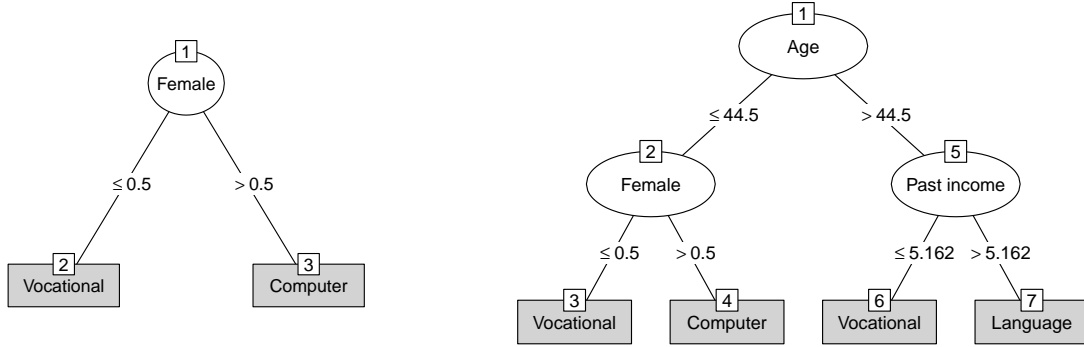 1
Female
≤ 0.5
> 0.5
2
Vocational
3
Computer
1
Age
≤ 44.5
> 44.5
2
Female
5
Past income
≤ 0.5
> 0.5
≤ 5.162
> 5.162
3
Vocational
4
Computer
6
Vocational
7
Language